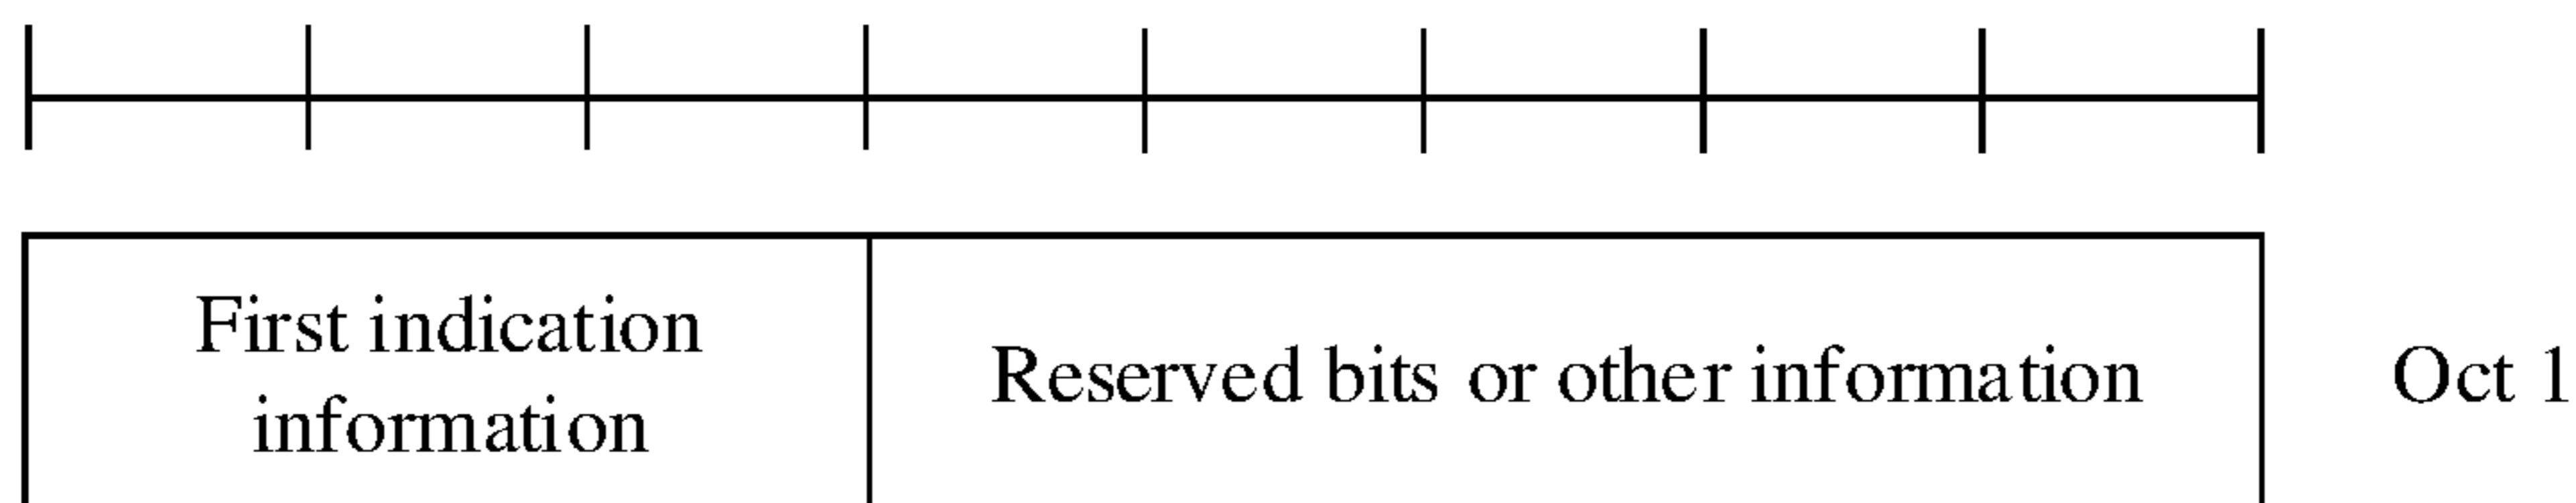 First indication
information
Reserved bits or other information
Oct 1